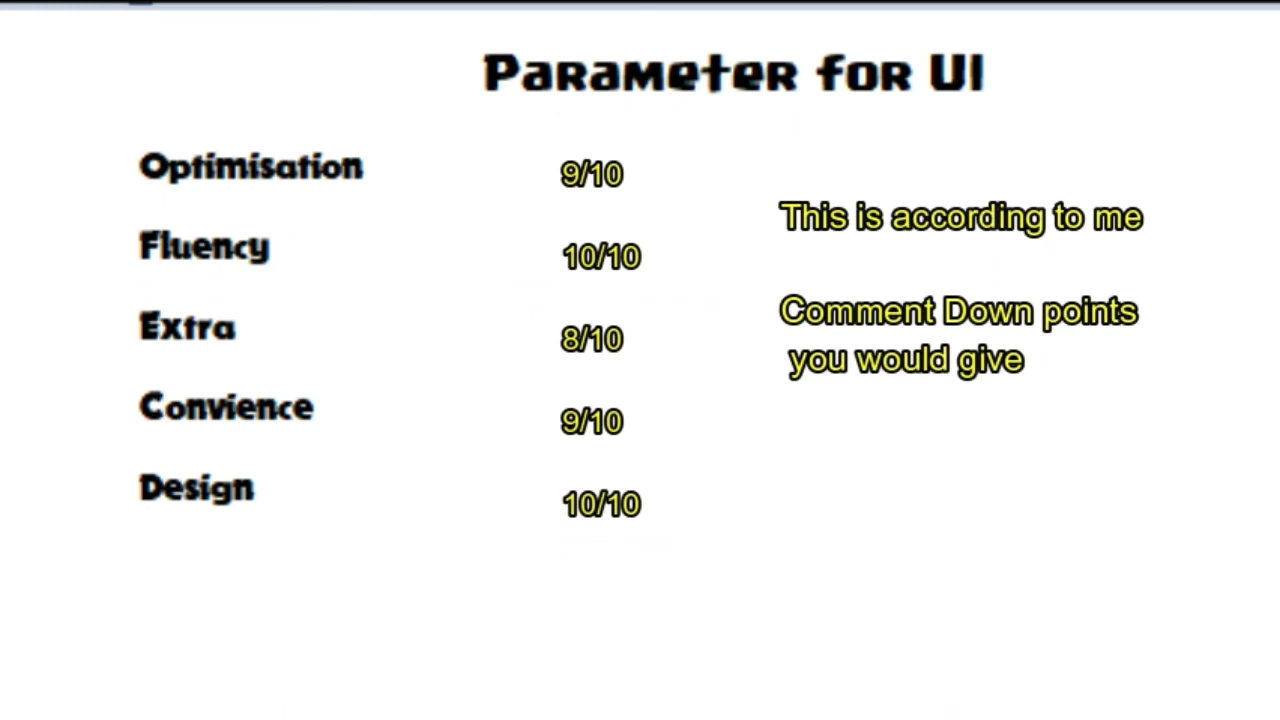 Parameter for UI
Optimisation 9/10
Fluency 10/10
Extra 8/10
Convience 9/10
Design 10/10
This is according to me
Comment Down points
you would give